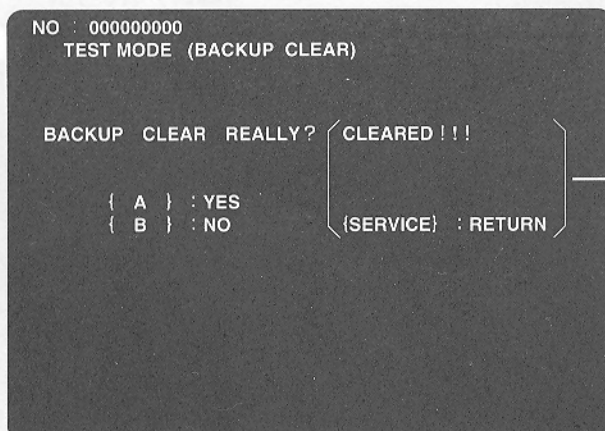 NO : 000000000
TEST MODE (BACKUP CLEAR)
BACKUP CLEAR REALLY? CLEARED!!!
{ A } : YES
{ B } : NO {SERVICE} : RETURN